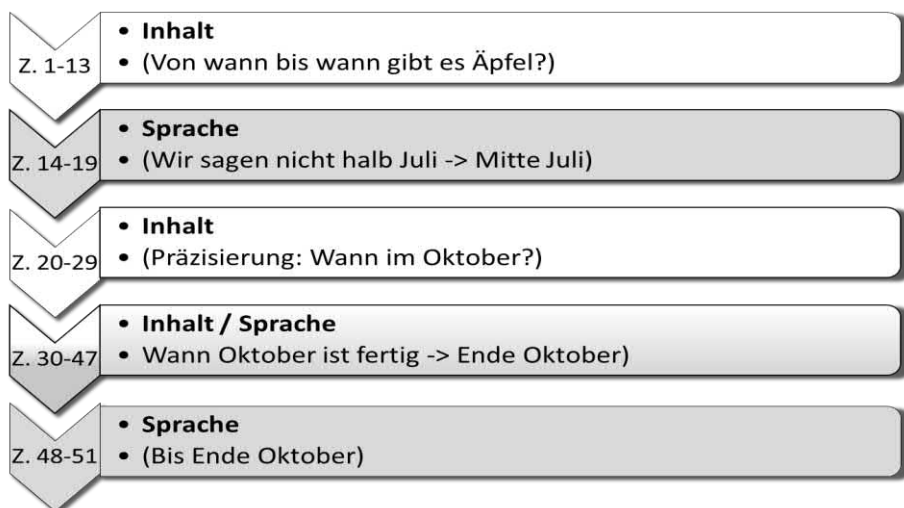 Z. 1-13
• Inhalt
• (Von wann bis wann gibt es Äpfel?)
Z. 14-19
• Sprache
• (Wir sagen nicht halb Juli -> Mitte Juli)
Z. 20-29
• Inhalt
• (Präzisierung: Wann im Oktober?)
Z. 30-47
• Inhalt / Sprache
• Wann Oktober ist fertig -> Ende Oktober)
Z. 48-51
• Sprache
• (Bis Ende Oktober)